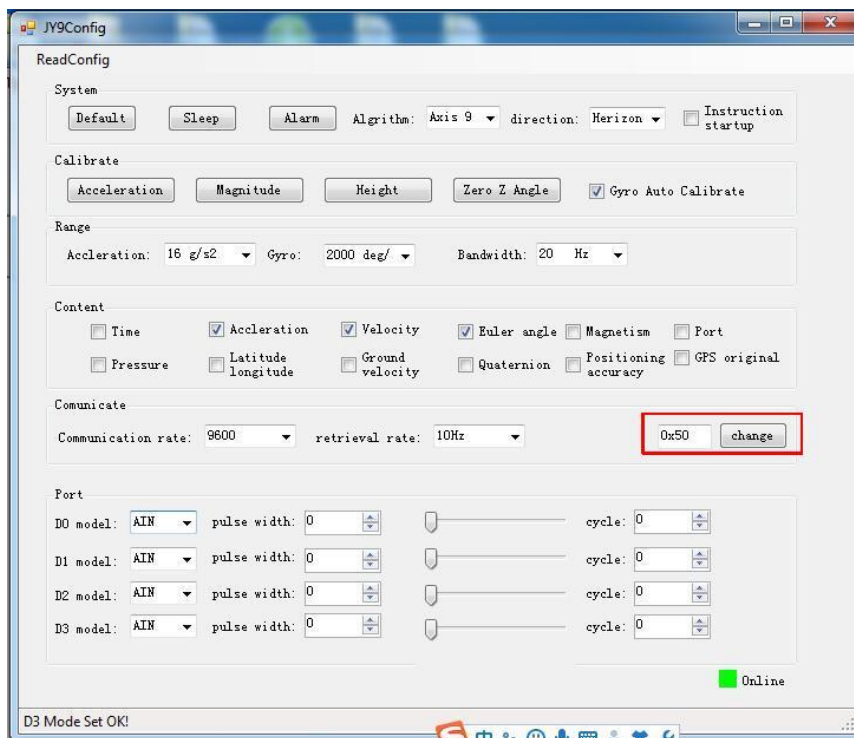 JY9Config
ReadConfig
System
Default Sleep Alarm Algrithm: Axis 9 direction: Herizon Instruction startup
Calibrate
Acceleration Magnitude Height Zero Z Angle Gyro Auto Calibrate
Range
Accleration: 16 g/s2 Gyro: 2000 deg/ Bandwidth: 20 Hz
Content
Time Accleration Velocity Euler angle Magnetism Port
Pressure Latitude longitude Ground velocity Quaternion Positioning accuracy GPS original
Comunicate
Communication rate: 9600 retrieval rate: 10Hz 0x50 change
Port
D0 model: AIN pulse width: 0 cycle: 0
D1 model: AIN pulse width: 0 cycle: 0
D2 model: AIN pulse width: 0 cycle: 0
D3 model: AIN pulse width: 0 cycle: 0
Online
D3 Mode Set OK!